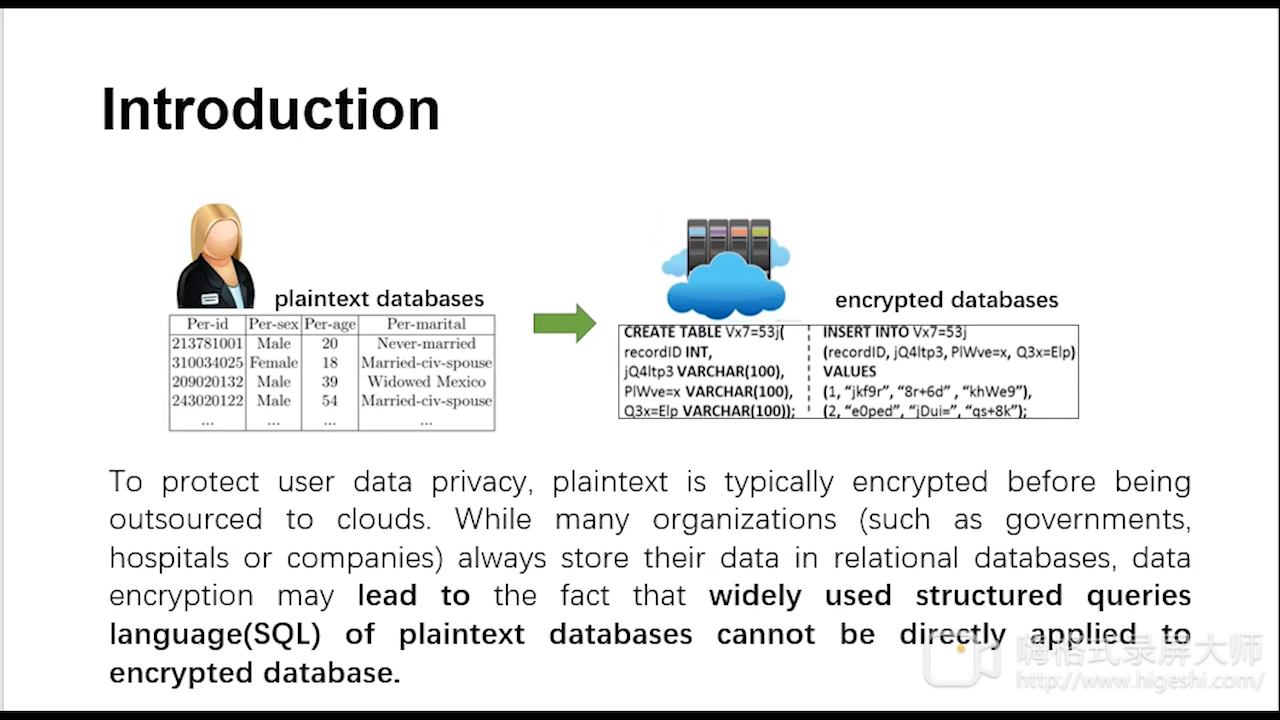 Introduction
plaintext databases
Per-id Per-sex Per-age Per-marital
213781001 Male 20 Never-married
310034025 Female 18 Married-civ-spouse
209020132 Male 39 Widowed Mexico
243020122 Male 54 Married-civ-spouse
... ... ... ...
encrypted databases
CREATE TABLE Vx7=53j(
recordID INT,
jQ4ltp3 VARCHAR(100),
PlWve=x VARCHAR(100),
Q3x=Elp VARCHAR(100));
INSERT INTO Vx7=53j
(recordID, jQ4ltp3, PlWve=x, Q3x=Elp)
VALUES
(1, “jkf9r”, “8r+6d” , “khWe9”),
(2, “e0ped”, “jDui=”, “qs+8k”);
To protect user data privacy, plaintext is typically encrypted before being
outsourced to clouds. While many organizations (such as governments,
hospitals or companies) always store their data in relational databases, data
encryption may lead to the fact that widely used structured queries
language(SQL) of plaintext databases cannot be directly applied to
encrypted database.
嗨格式录屏大师
http://www.higeshi.com/